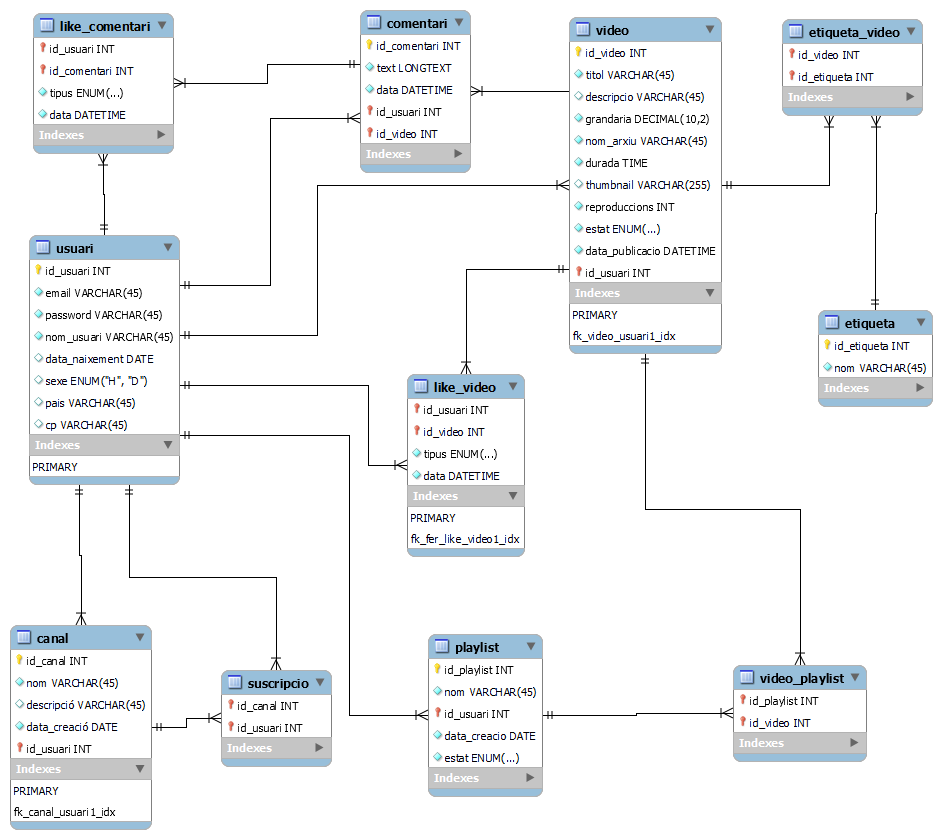 like_comentari
id_usuari INT
id_comentari INT
tipus ENUM(...)
data DATETIME
Indexes
comentari
id_comentari INT
text LONGTEXT
data DATETIME
id_usuari INT
id_video INT
Indexes
video
id_video INT
titol VARCHAR(45)
descripcio VARCHAR(45)
grandaria DECIMAL(10,2)
nom_arxiu VARCHAR(45)
durada TIME
thumbnail VARCHAR(255)
reproduccions INT
estat ENUM(...)
data_publicacio DATETIME
id_usuari INT
Indexes
PRIMARY
fk_video_usuari1_idx
etiqueta_video
id_video INT
id_etiqueta INT
Indexes
usuari
id_usuari INT
email VARCHAR(45)
password VARCHAR(45)
nom_usuari VARCHAR(45)
data_naixement DATE
sexe ENUM("H", "D")
pais VARCHAR(45)
cp VARCHAR(45)
Indexes
PRIMARY
etiqueta
id_etiqueta INT
nom VARCHAR(45)
Indexes
like_video
id_usuari INT
id_video INT
tipus ENUM(...)
data DATETIME
Indexes
PRIMARY
fk_fer_like_video1_idx
canal
id_canal INT
nom VARCHAR(45)
descripció VARCHAR(45)
data_creació DATE
id_usuari INT
Indexes
PRIMARY
fk_canal_usuari1_idx
suscripcio
id_canal INT
id_usuari INT
Indexes
playlist
id_playlist INT
nom VARCHAR(45)
id_usuari INT
data_creacio DATE
estat ENUM(...)
Indexes
video_playlist
id_playlist INT
id_video INT
Indexes